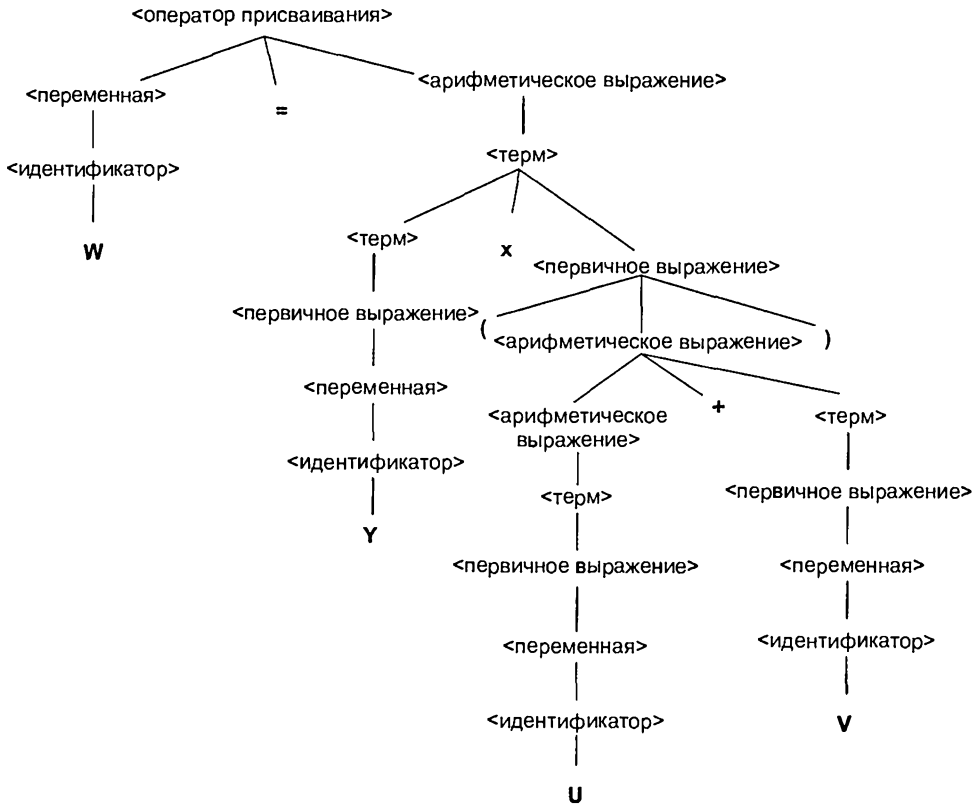 <оператор присваивания>
<переменная>
=
<арифметическое выражение>
<идентификатор>
<терм>
W
<терм>
x
<первичное выражение>
<первичное выражение>
(
<арифметическое выражение>
)
<переменная>
<арифметическое
выражение>
+
<терм>
<идентификатор>
<терм>
<первичное выражение>
Y
<первичное выражение>
<переменная>
<переменная>
<идентификатор>
<идентификатор>
V
U